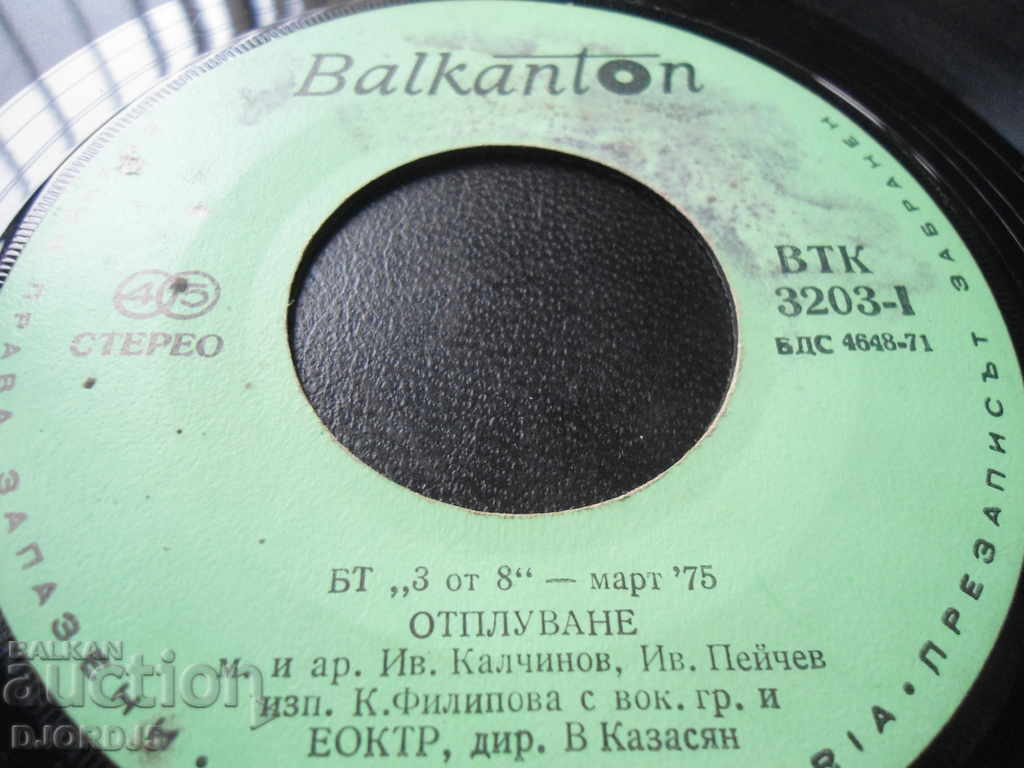 Balkanton
45
СТЕРЕО
ВТК
3203-I
БДС 4648-71
БТ „3 от 8“ — март '75
ОТПЛУВАНЕ
м. и ар. Ив. Калчинов, Ив. Пейчев
изп. К.Филипова с вок. гр. и
ЕОКТР, дир. В Казасян
ПРАВА ЗАПАЗЕНИ
ПРЕЗАПИСЪТ ЗАБРАНЕН
BALKAN
auction
DJORDJE